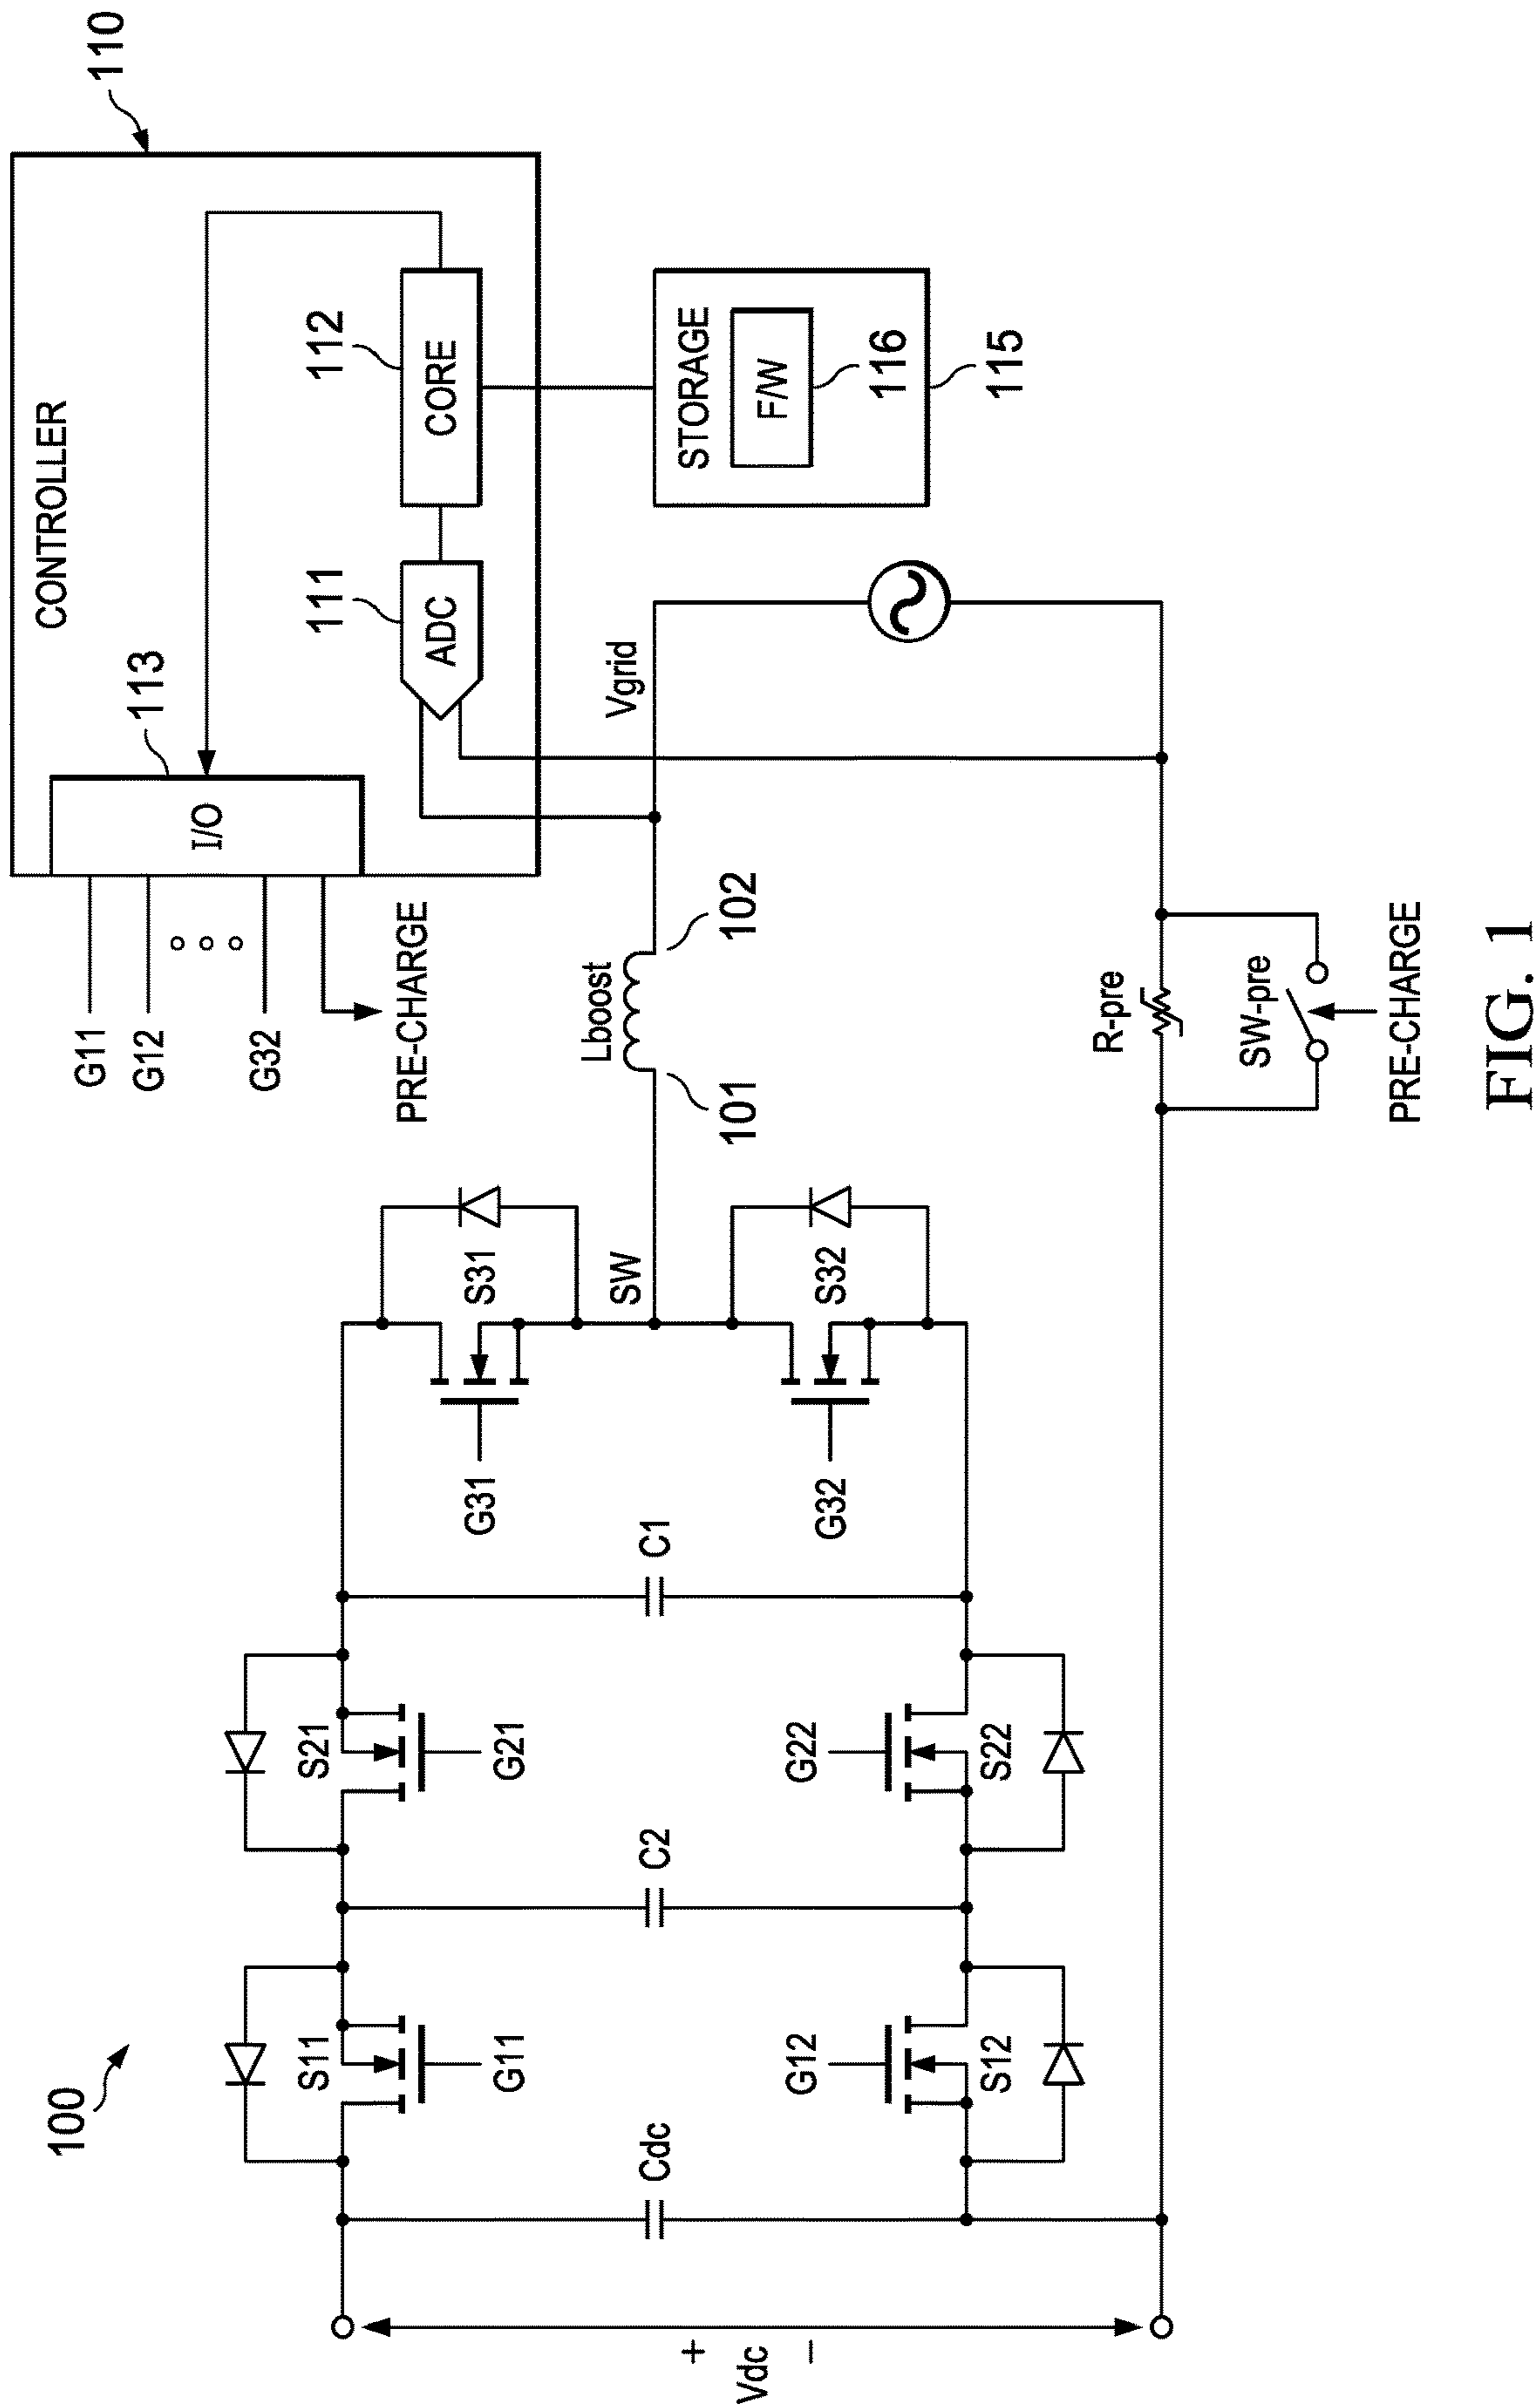 100
110
CONTROLLER
113
I/O
111
ADC
112
CORE
STORAGE
F/W
116
115
G11
G12
G32
PRE-CHARGE
Vgrid
Lboost
101
102
SW
S31
G31
S32
G32
C1
S21
G21
G22
S22
C2
S11
G11
G12
S12
Cdc
+
Vdc
–
R-pre
SW-pre
PRE-CHARGE
FIG. 1